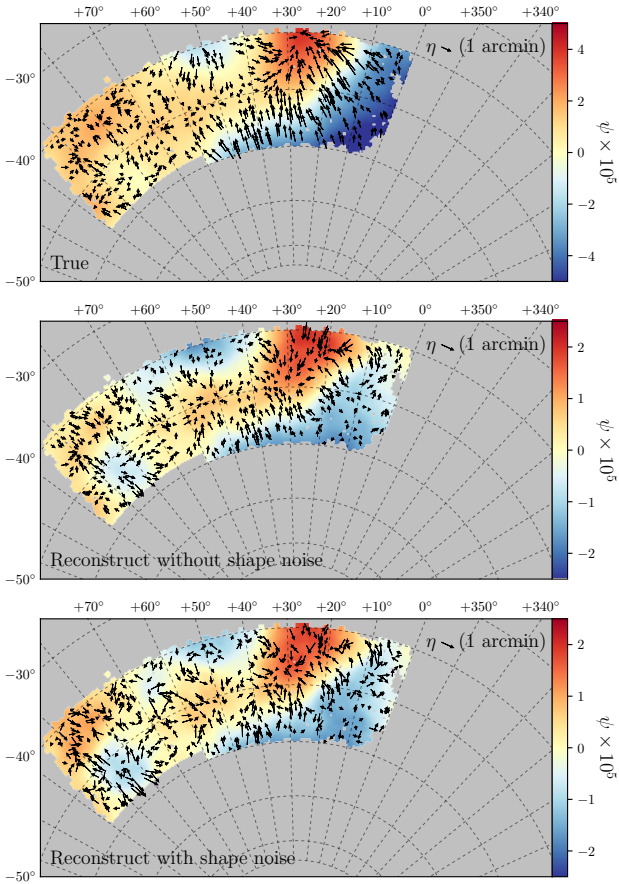 +70° +60° +50° +40° +30° +20° +10° 0° +350° +340°
η (1 arcmin)
4
−30°
2
ψ × 10⁵
0
−40°
−2
−4
True
−50°
+70° +60° +50° +40° +30° +20° +10° 0° +350° +340°
η (1 arcmin)
2
−30°
1
ψ × 10⁵
0
−40°
−1
−2
Reconstruct without shape noise
−50°
+70° +60° +50° +40° +30° +20° +10° 0° +350° +340°
η (1 arcmin)
2
−30°
1
ψ × 10⁵
0
−40°
−1
−2
Reconstruct with shape noise
−50°